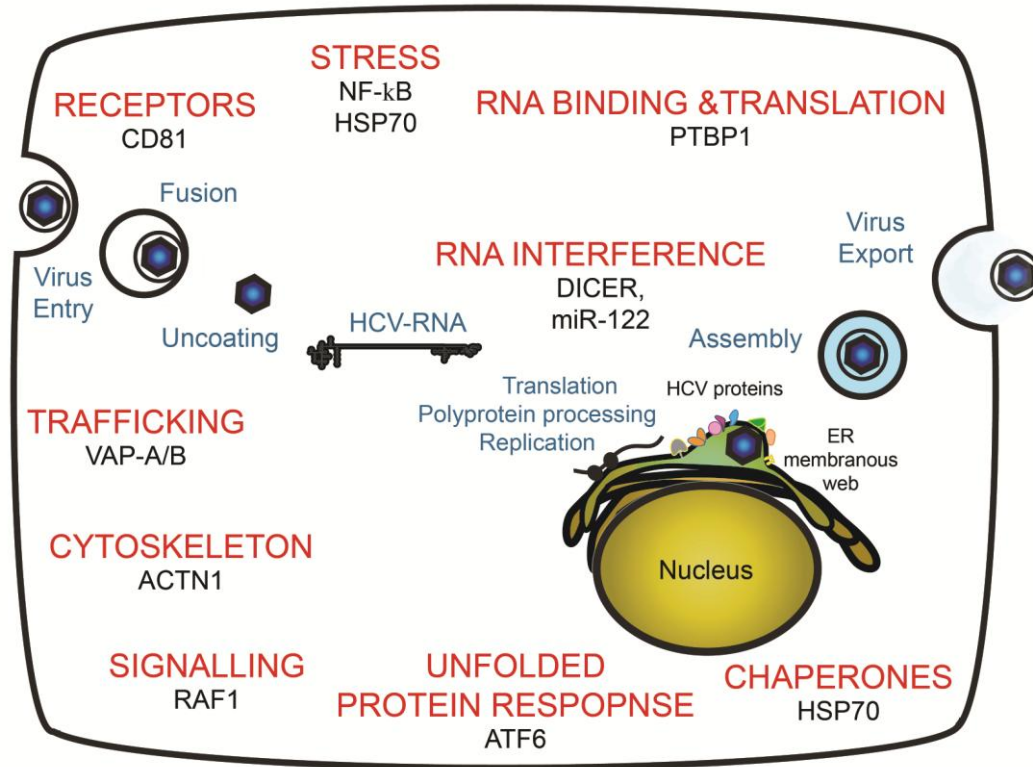 STRESS
NF-kB
HSP70
RECEPTORS
CD81
RNA BINDING &TRANSLATION
PTBP1
Fusion
Virus
Entry
Uncoating
HCV-RNA
RNA INTERFERENCE
DICER,
miR-122
Virus
Export
Assembly
Translation
Polyprotein processing
Replication
HCV proteins
ER
membranous
web
TRAFFICKING
VAP-A/B
CYTOSKELETON
ACTN1
Nucleus
SIGNALLING
RAF1
UNFOLDED
PROTEIN RESPOPNSE
ATF6
CHAPERONES
HSP70